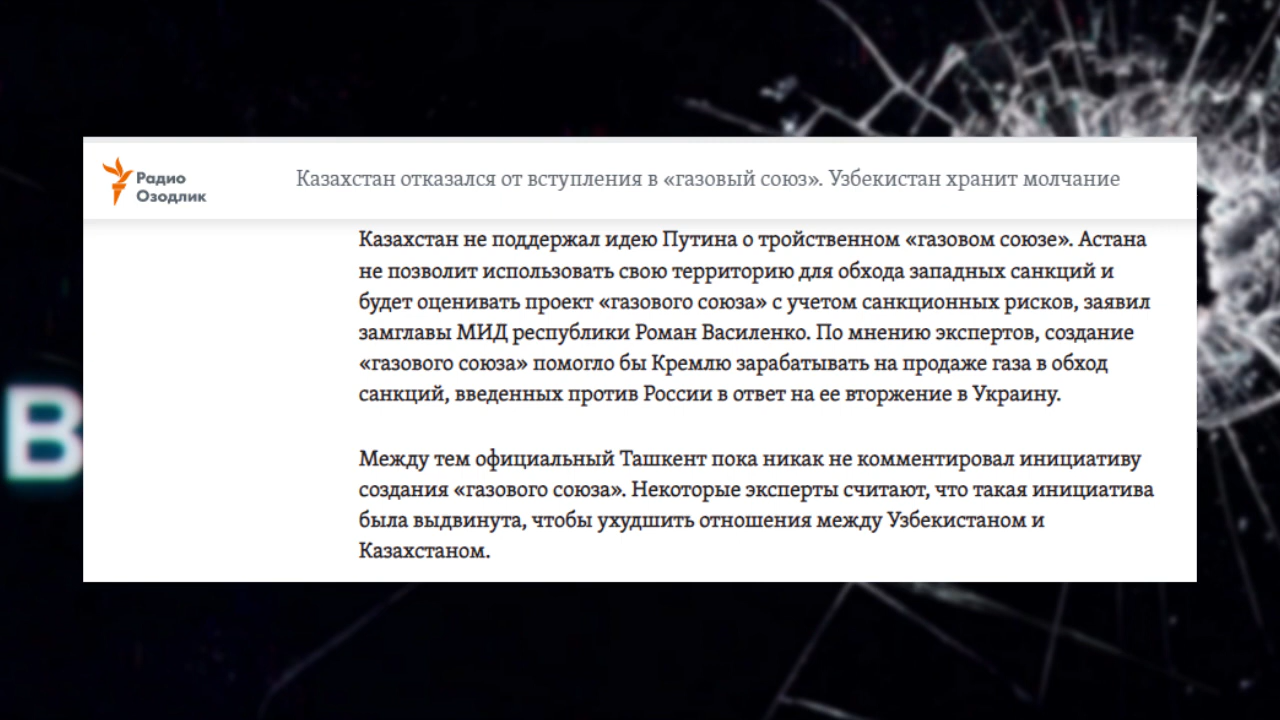 Радио
Озодлик
Казахстан отказался от вступления в «газовый союз». Узбекистан хранит молчание
Казахстан не поддержал идею Путина о тройственном «газовом союзе». Астана
не позволит использовать свою территорию для обхода западных санкций и
будет оценивать проект «газового союза» с учетом санкционных рисков, заявил
замглавы МИД республики Роман Василенко. По мнению экспертов, создание
«газового союза» помогло бы Кремлю зарабатывать на продаже газа в обход
санкций, введенных против России в ответ на ее вторжение в Украину.
Между тем официальный Ташкент пока никак не комментировал инициативу
создания «газового союза». Некоторые эксперты считают, что такая инициатива
была выдвинута, чтобы ухудшить отношения между Узбекистаном и
Казахстаном.
В